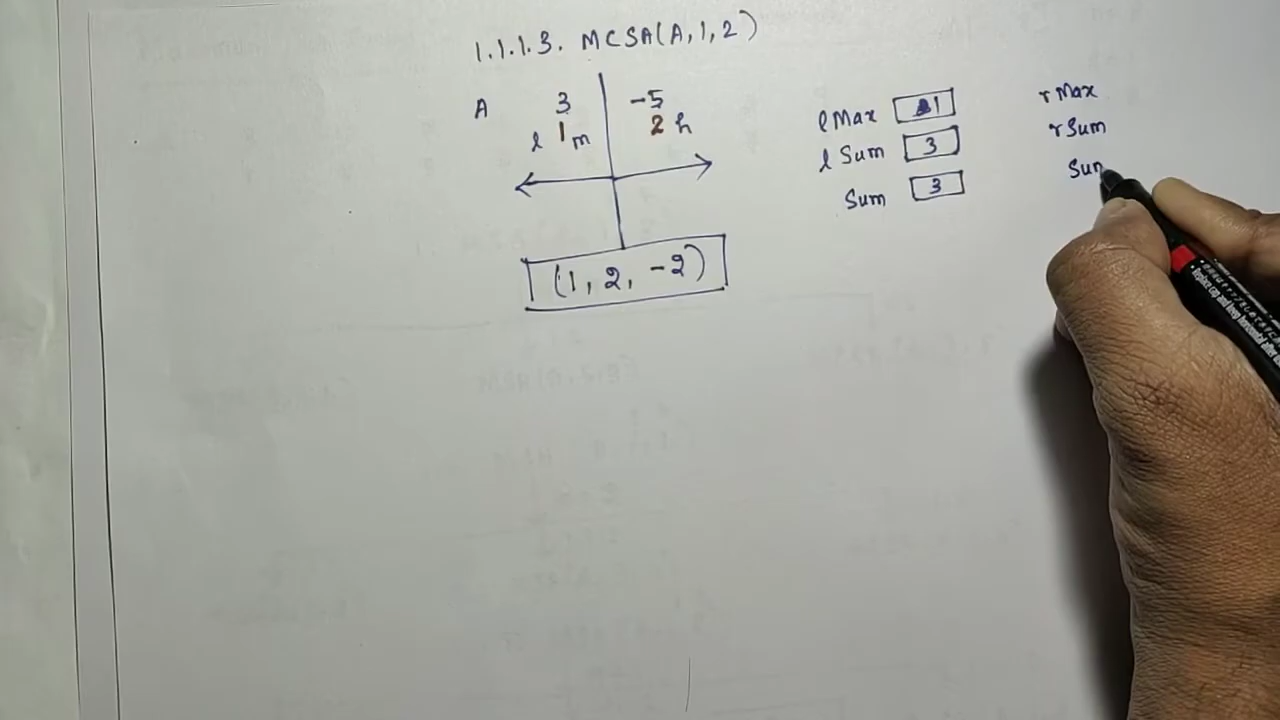 1.1.1.3. MCSA(A,1,2)
A 3 -5
l 1 m 2 h
(1, 2, -2)
lMax 1
lSum 3
Sum 3
rMax
rSum
Sum